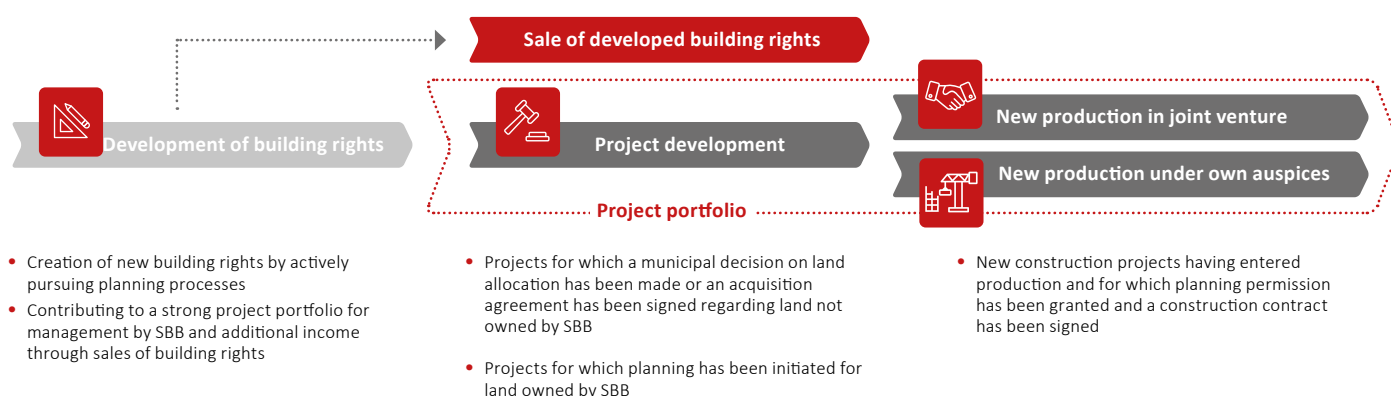 Sale of developed building rights
Development of building rights
Project development
New production in joint venture
New production under own auspices
Project portfolio
• Creation of new building rights by actively
pursuing planning processes
• Contributing to a strong project portfolio for
management by SBB and additional income
through sales of building rights
• Projects for which a municipal decision on land
allocation has been made or an acquisition
agreement has been signed regarding land not
owned by SBB
• Projects for which planning has been initiated for
land owned by SBB
• New construction projects having entered
production and for which planning permission
has been granted and a construction contract
has been signed